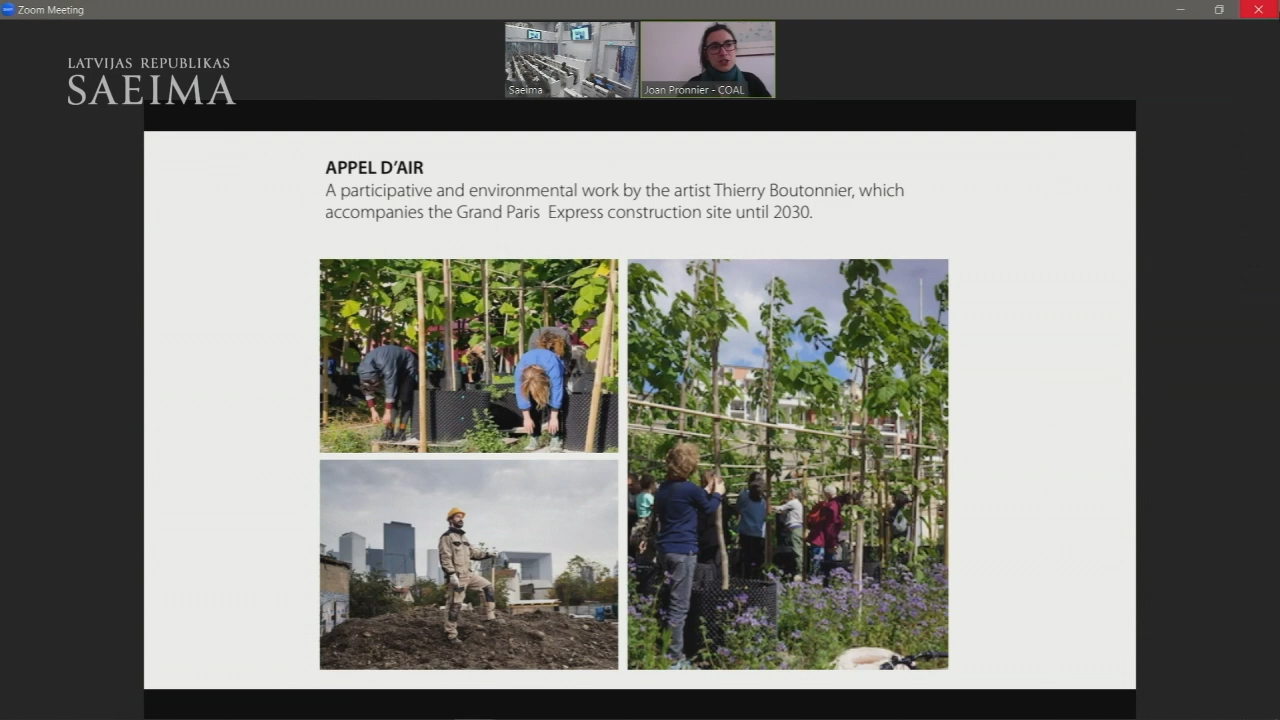 Zoom Meeting
LATVIJAS REPUBLIKAS
SAEIMA
Saeima
Joan Pronnier - COAL
APPEL D'AIR
A participative and environmental work by the artist Thierry Boutonnier, which
accompanies the Grand Paris Express construction site until 2030.